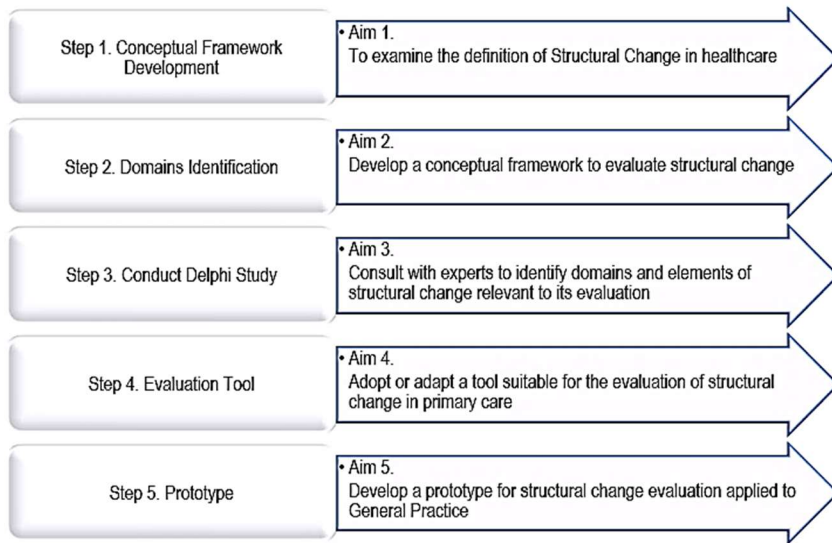 Step 1. Conceptual Framework
Development
• Aim 1.
To examine the definition of Structural Change in healthcare
Step 2. Domains Identification
• Aim 2.
Develop a conceptual framework to evaluate structural change
Step 3. Conduct Delphi Study
• Aim 3.
Consult with experts to identify domains and elements of
structural change relevant to its evaluation
Step 4. Evaluation Tool
• Aim 4.
Adopt or adapt a tool suitable for the evaluation of structural
change in primary care
Step 5. Prototype
• Aim 5.
Develop a prototype for structural change evaluation applied to
General Practice